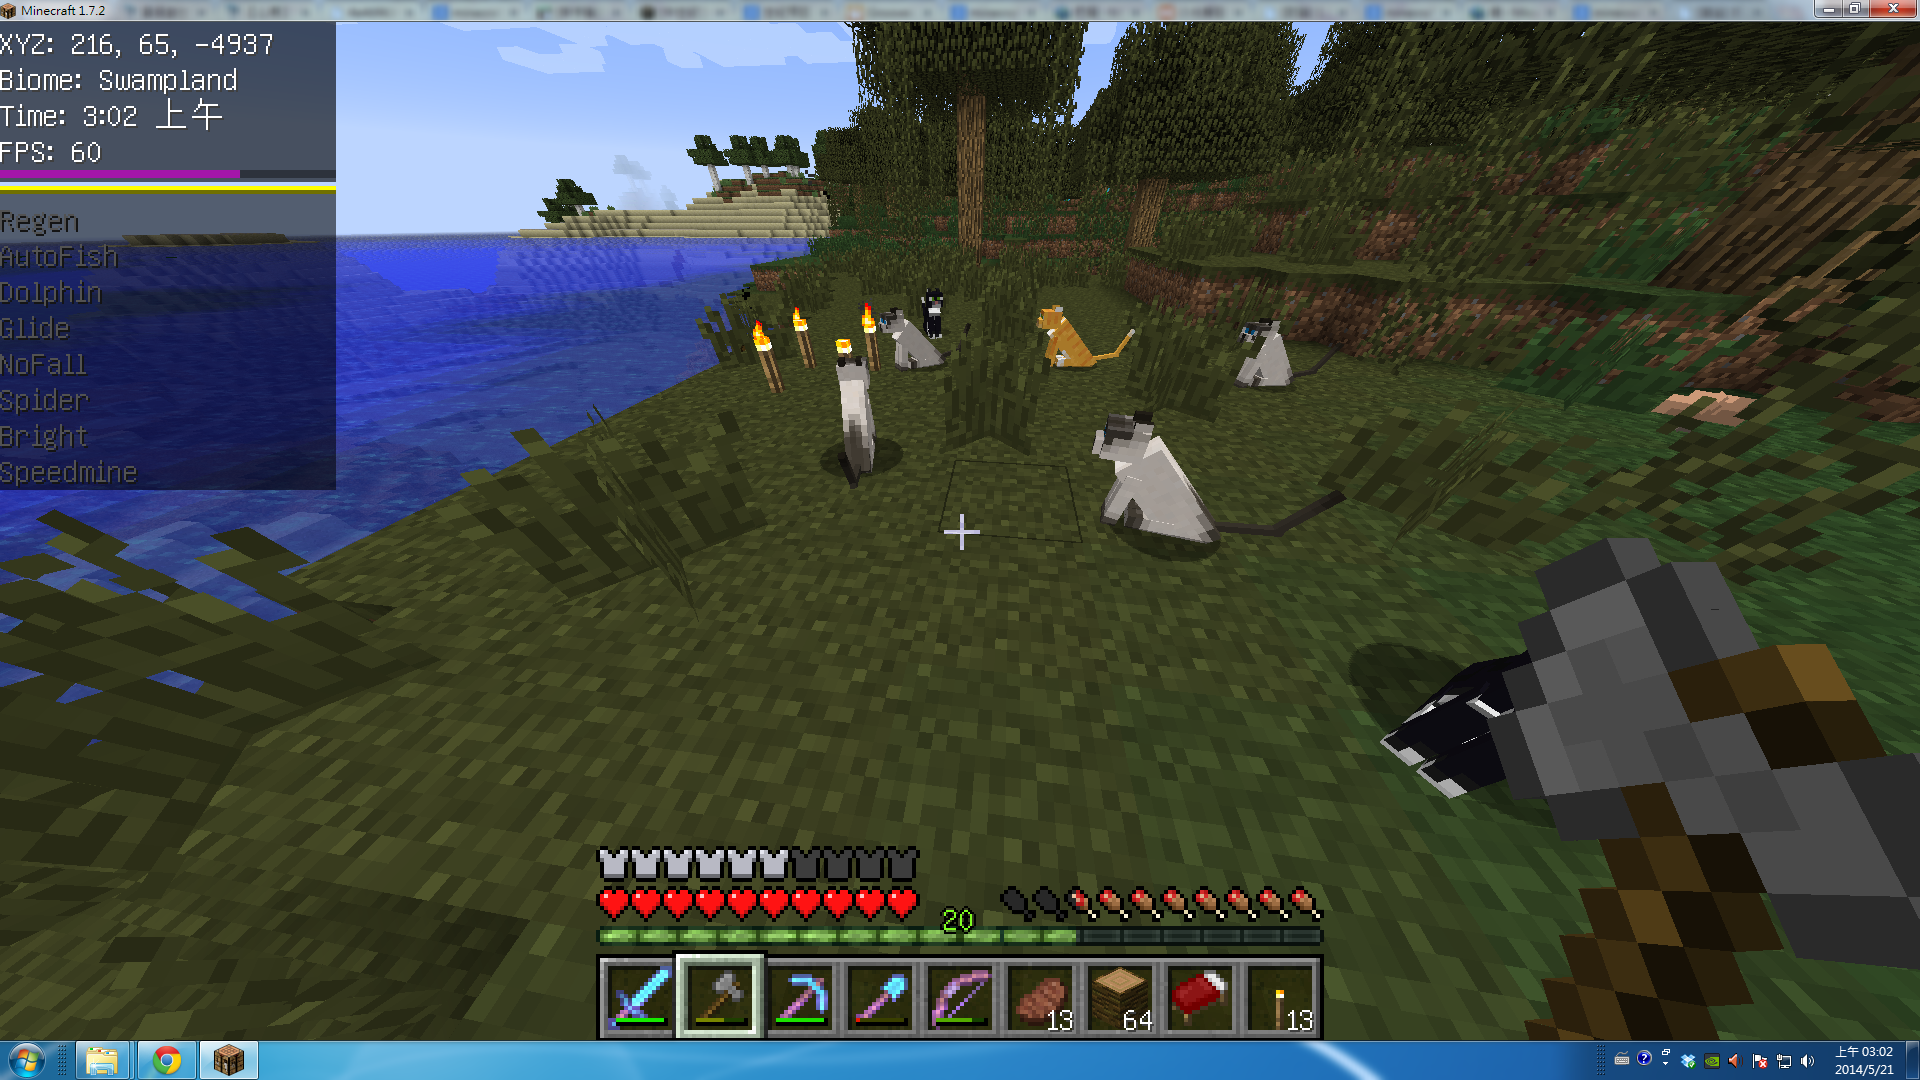 Minecraft 1.7.2
XYZ: 216, 65, -4937
Biome: Swampland
Time: 3:02 上午
FPS: 60
Regen
AutoFish
Dolphin
Glide
NoFall
Spider
Bright
Speedmine
20
13
64
13
上午 03:02
2014/5/21